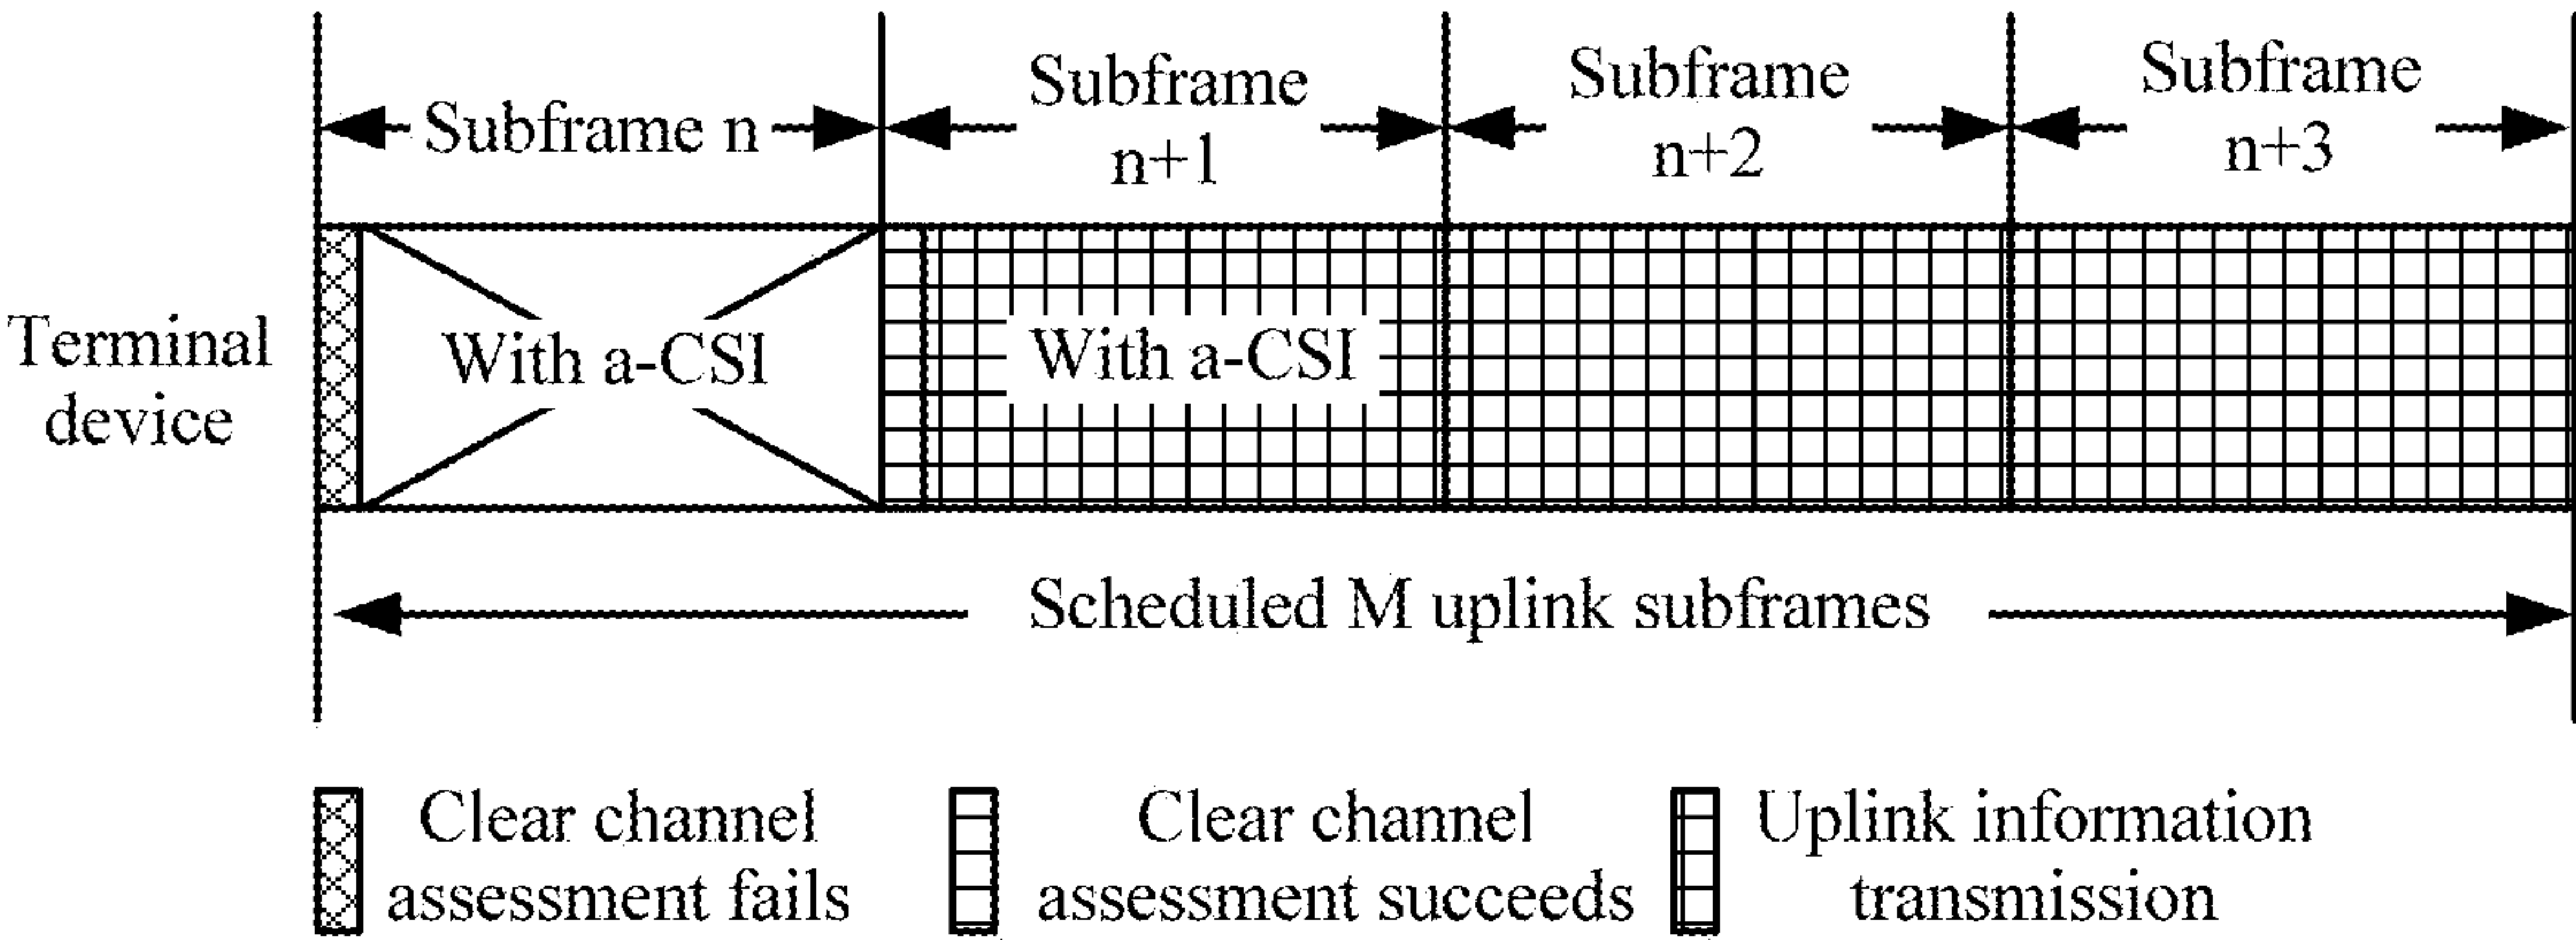 Subframe n
Subframe
n+1
Subframe
n+2
Subframe
n+3
Terminal
device
With a-CSI
With a-CSI
Scheduled M uplink subframes
Clear channel
assessment fails
Clear channel
assessment succeeds
Uplink information
transmission